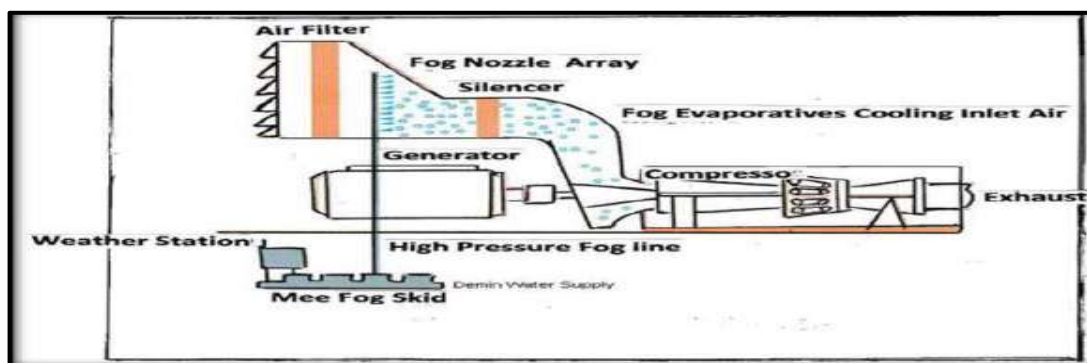 Air Filter
Fog Nozzle Array
Silencer
Fog Evaporatives Cooling Inlet Air
Generator
Compresso
Exhaust
Weather Station
High Pressure Fog line
Demin Water Supply
Mee Fog Skid